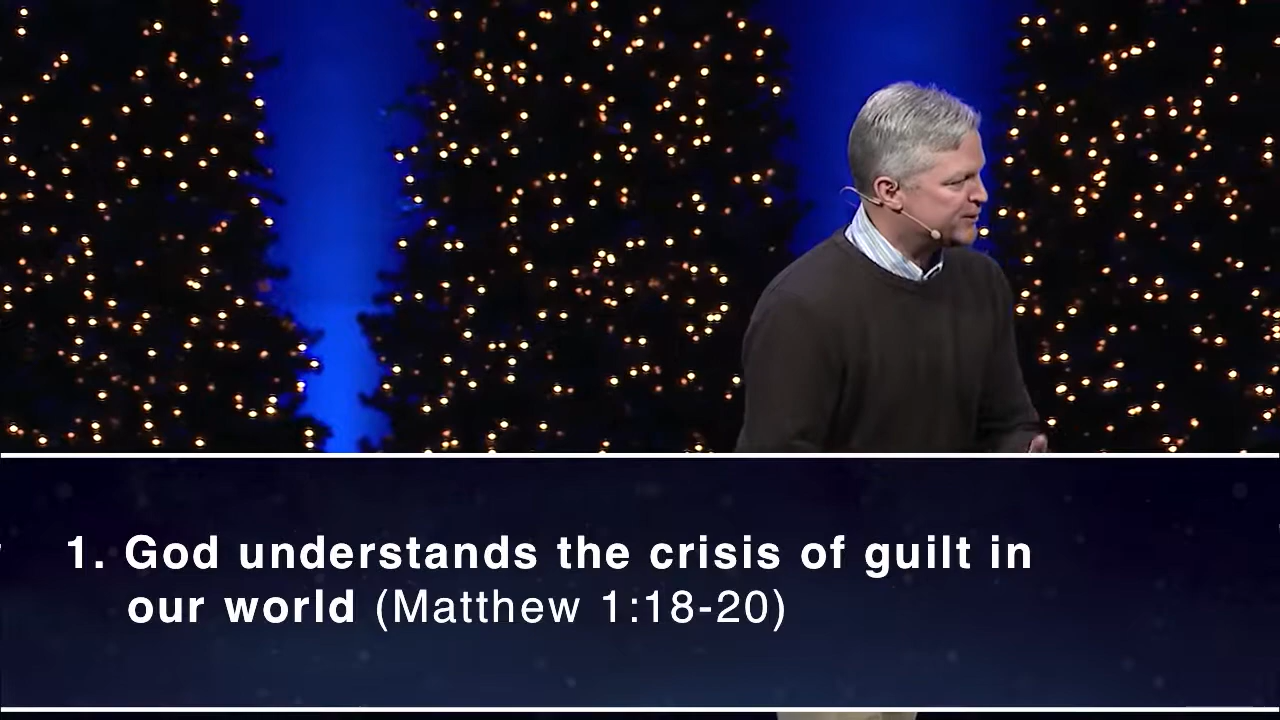 1. God understands the crisis of guilt in
our world (Matthew 1:18-20)